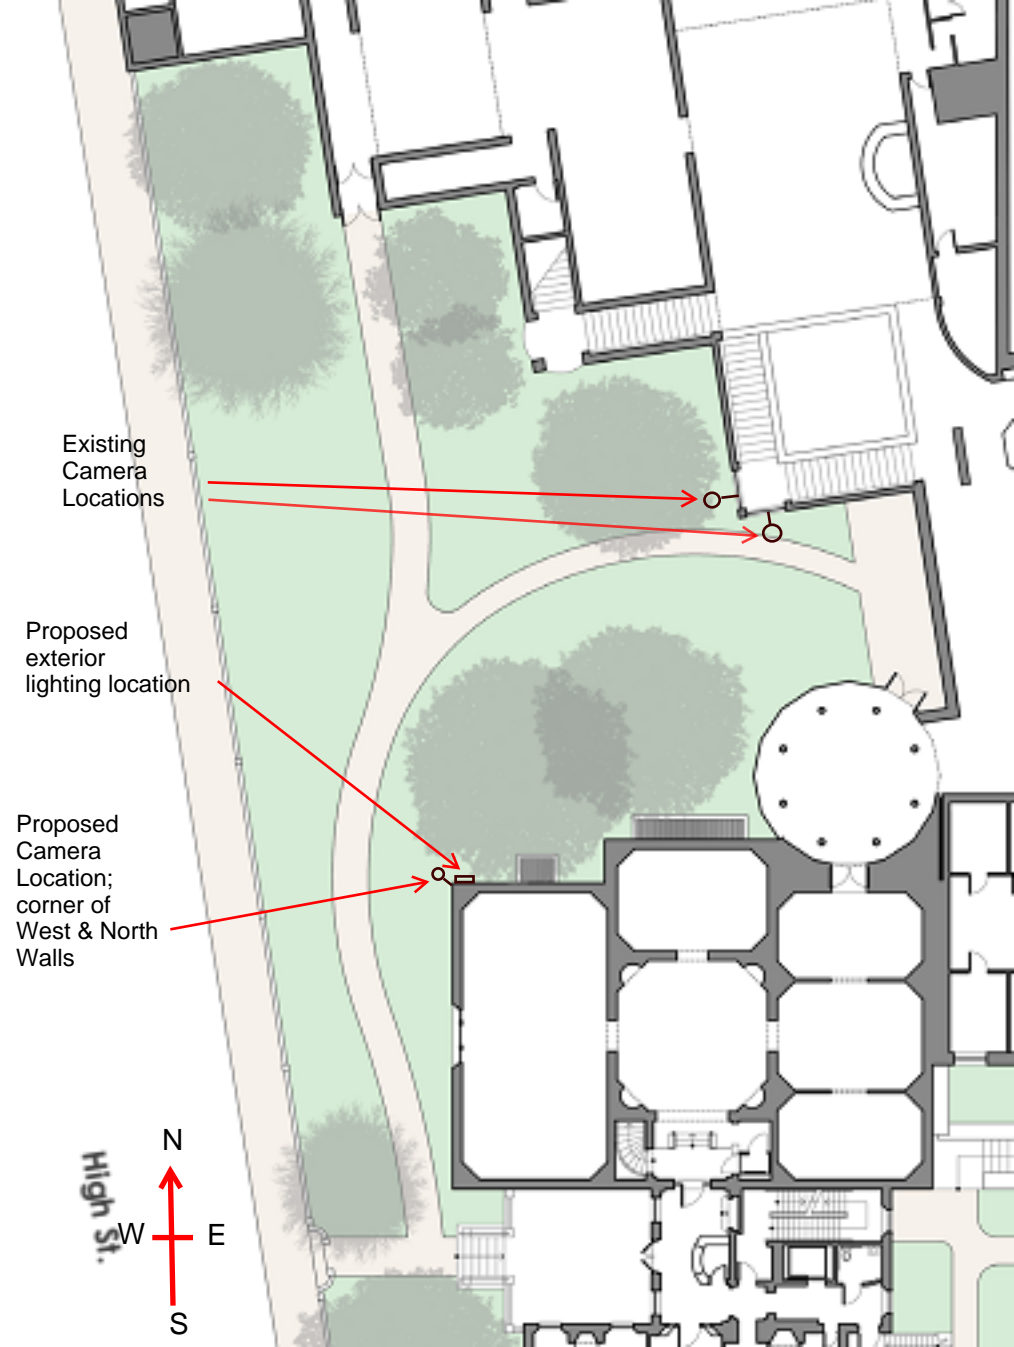 Existing
Camera
Locations
Proposed
exterior
lighting location
Proposed
Camera
Location;
corner of
West & North
Walls
N
High St.
W E
S